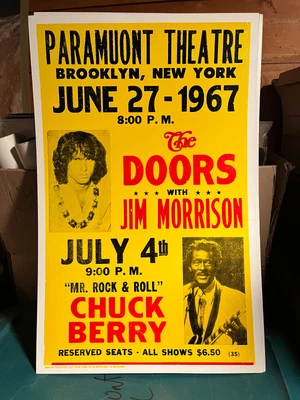 PARAMUONT THEATRE
BROOKLYN, NEW YORK
JUNE 27-1967
8:00 P. M.
The
DOORS
★ ★ ★ WITH ★ ★ ★
JIM MORRISON
JULY 4th
9:00 P. M.
"MR. ROCK & ROLL"
CHUCK
BERRY
RESERVED SEATS · ALL SHOWS $6.50 (35)